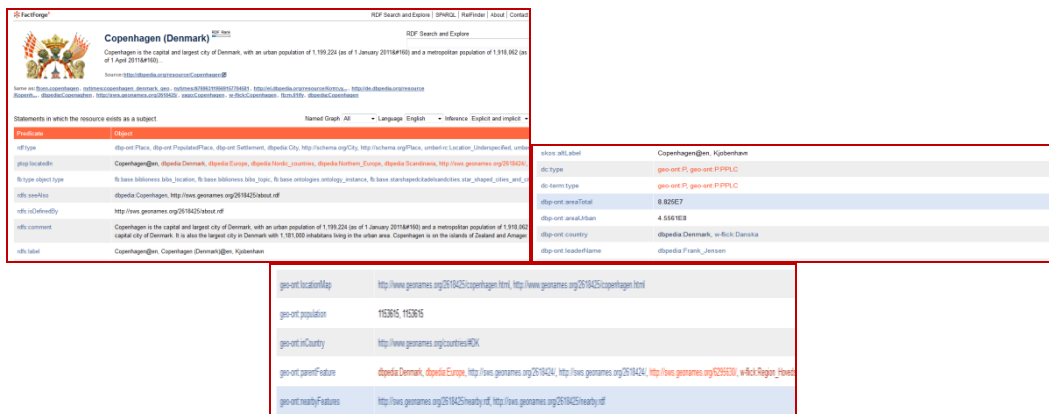 FactForge
RDF Search and Explore | SPARQL | RelFinder | About | Contact
Copenhagen (Denmark) RDF Rank
RDF Search and Explore
Copenhagen is the capital and largest city of Denmark, with an urban population of 1,199,224 (as of 1 January 2011&#160) and a metropolitan population of 1,918,062 (as
of 1 April 2011&#160)...
Source: http://dbpedia.org/resource/Copenhagen
Statements in which the resource exists as a subject.
Named Graph All Language English Inference Explicit and implicit
Predicate Object
rdf:type dbp-ont:Place, dbp-ont:PopulatedPlace, dbp-ont:Settlement, dbpedia:City, http://schema.org/City, http://schema.org/Place, umbel-rc:Location_Underspecified,
ptop:locatedIn Copenhagen@en, dbpedia:Denmark, dbpedia:Europe, dbpedia:Nordic_countries, dbpedia:Northern_Europe, dbpedia:Scandinavia, http://sws.geonames.org/2618424/,
fb:type.object.type fb:base.biblioness.bibs_location, fb:base.biblioness.bibs_topic, fb:base.ontologies.ontology_instance,
rdfs:seeAlso dbpedia:Copenhagen, http://sws.geonames.org/2618425/about.rdf
rdfs:isDefinedBy http://sws.geonames.org/2618425/about.rdf
rdfs:comment Copenhagen is the capital and largest city of Denmark, with an urban population of 1,199,224 (as of 1 January 2011&#160) and a metropolitan population of 1,918,062
capital city of Denmark. It is also the largest city in Denmark with 1,181,000 inhabitans living in the urban area. Copenhagen is on the islands of Zealand and Amager.
rdfs:label Copenhagen@en, Copenhagen (Denmark)@en, Kjobenhavn
skos:altLabel Copenhagen@en, Kjobenhavn
dc:type geo-ont:P, geo-ont:P.PPLC
dc-term:type geo-ont:P, geo-ont:P.PPLC
dbp-ont:areaTotal 8.825E7
dbp-ont:areaUrban 4.5561E8
dbp-ont:country dbpedia:Denmark, w-flick:Danska
dbp-ont:leaderName dbpedia:Frank_Jensen
geo-ont:locationMap http://www.geonames.org/2618425/copenhagen.html, http://www.geonames.org/2618425/copenhagen.html
geo-ont:population 1153615, 1153615
geo-ont:inCountry http://www.geonames.org/countries/#DK
geo-ont:parentFeature dbpedia:Denmark, dbpedia:Europe, http://sws.geonames.org/2618424/, http://sws.geonames.org/2618424/, http://sws.geonames.org/6295630/,
geo-ont:nearbyFeatures http://sws.geonames.org/2618425/nearby.rdf, http://sws.geonames.org/2618425/nearby.rdf